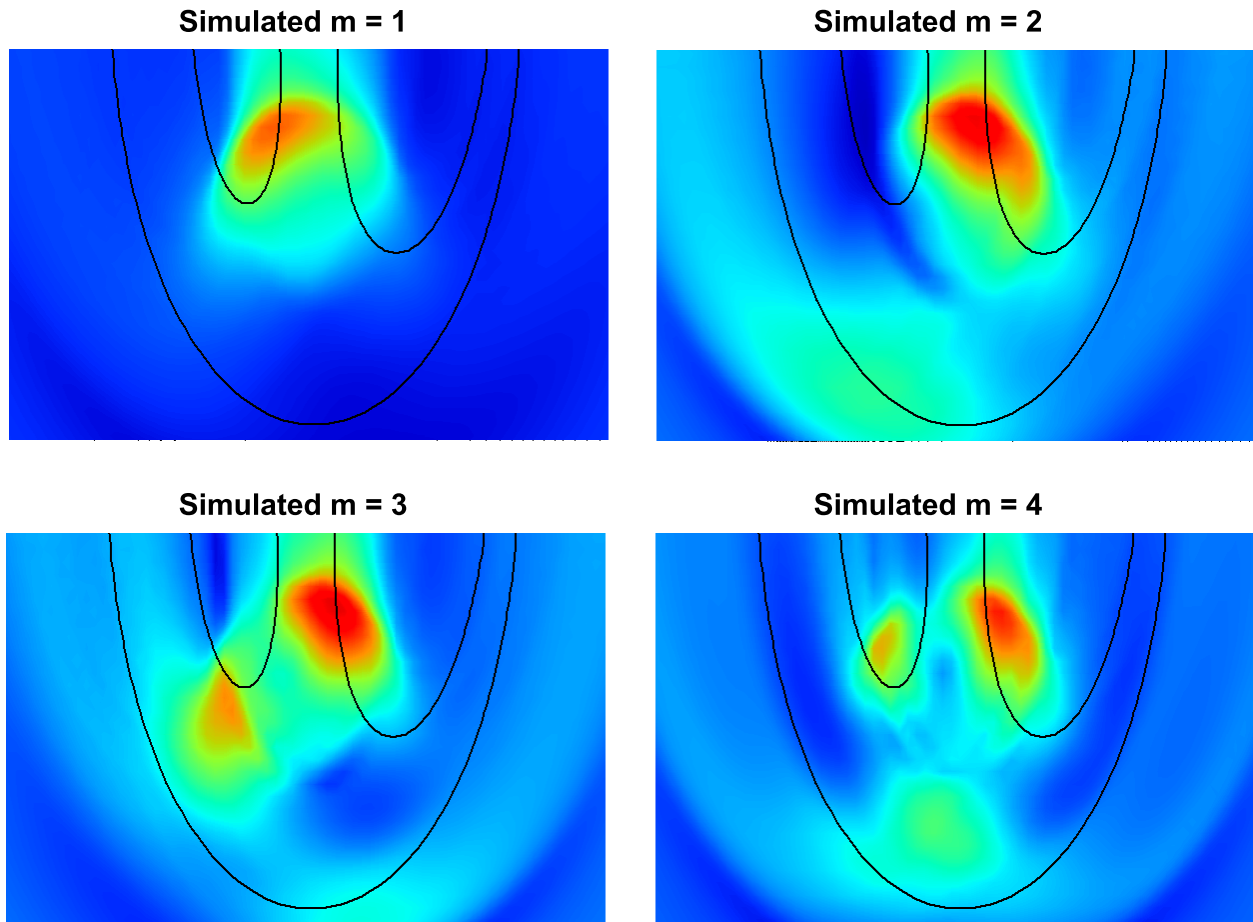 Simulated m = 1
Simulated m = 2
Simulated m = 3
Simulated m = 4